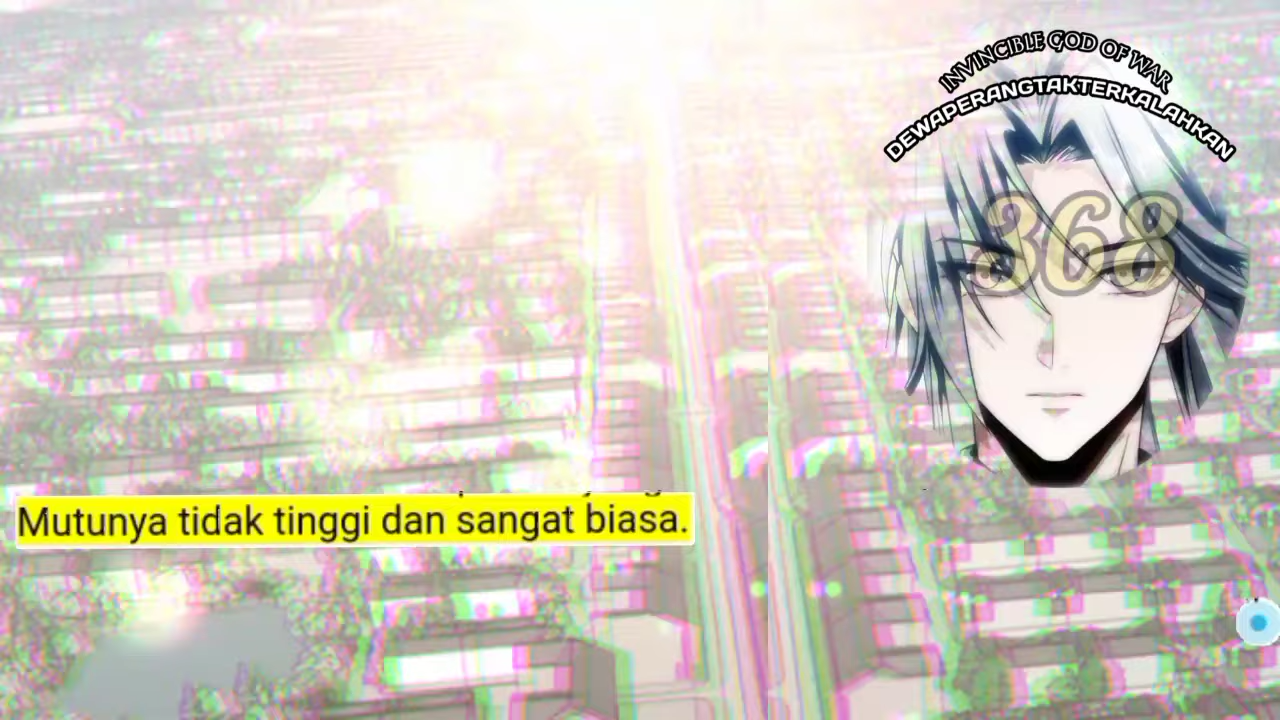 INVINCIBLE GOD OF WAR
DEWAPERANGTAKTERKALAHKAN
368
Mutunya tidak tinggi dan sangat biasa.